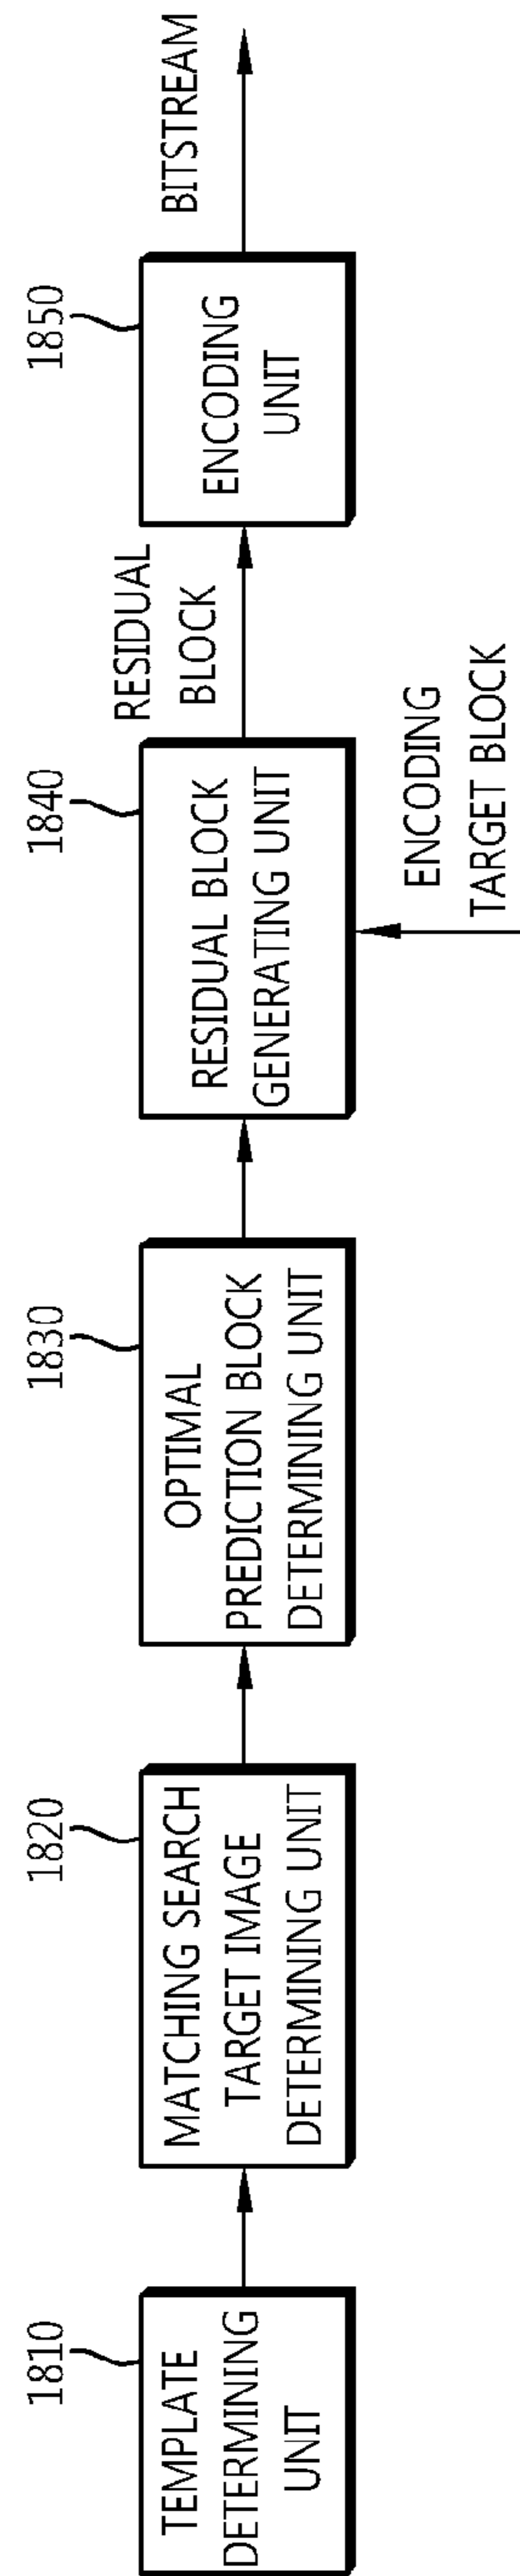 1810
TEMPLATE
DETERMINING
UNIT
1820
MATCHING SEARCH
TARGET IMAGE
DETERMINING UNIT
1830
OPTIMAL
PREDICTION BLOCK
DETERMINING UNIT
1840
RESIDUAL BLOCK
GENERATING UNIT
ENCODING
TARGET BLOCK
RESIDUAL
BLOCK
1850
ENCODING
UNIT
BITSTREAM